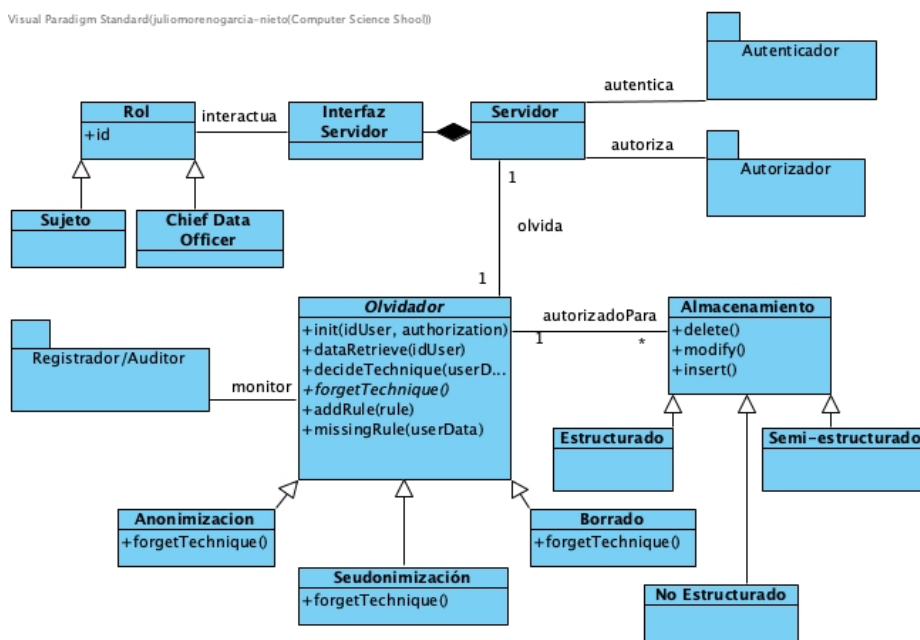 Visual Paradigm Standard(juliomorenogarcia-nieto(Computer Science Shool))
Autenticador
autentica
Rol
+id
interactua
Interfaz
Servidor
Servidor
autoriza
Autorizador
Sujeto
Chief Data
Officer
1
olvida
1
Olvidador
+init(idUser, authorization)
+dataRetrieve(idUser)
+decideTechnique(userD...
+forgetTechnique()
+addRule(rule)
+missingRule(userData)
autorizadoPara
1
*
Almacenamiento
+delete()
+modify()
+insert()
Registrador/Auditor
monitor
Estructurado
Semi-estructurado
Anonimizacion
+forgetTechnique()
Borrado
+forgetTechnique()
Seudonimización
+forgetTechnique()
No Estructurado